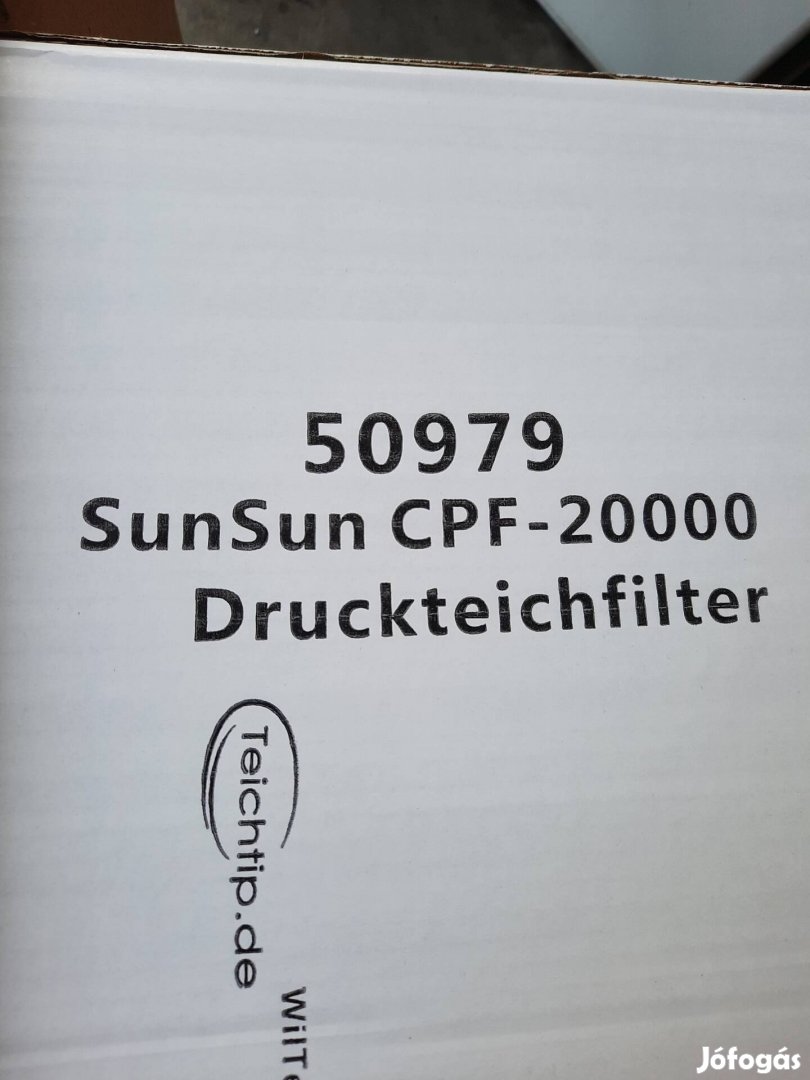 50979
SunSun CPF-20000
Druckteichfilter
Teichtip.de
Jófogás